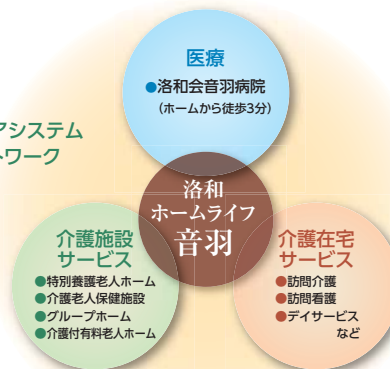 医療
●洛和会音羽病院
(ホームから徒歩3分)
アシステム
トワーク
洛和
ホームライフ
音羽
介護施設
サービス
●特別養護老人ホーム
●介護老人保健施設
●グループホーム
●介護付有料老人ホーム
介護在宅
サービス
●訪問介護
●訪問看護
●デイサービス
など